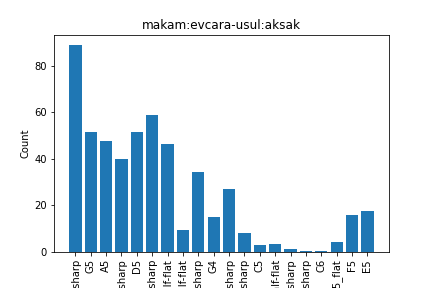 makam:evcara-usul:aksak
80
60
40
20
0
Count
sharp
G5
A5
sharp
D5
sharp
lf-flat
lf-flat
sharp
G4
sharp
sharp
C5
lf-flat
sharp
sharp
C6
5_flat
F5
E5